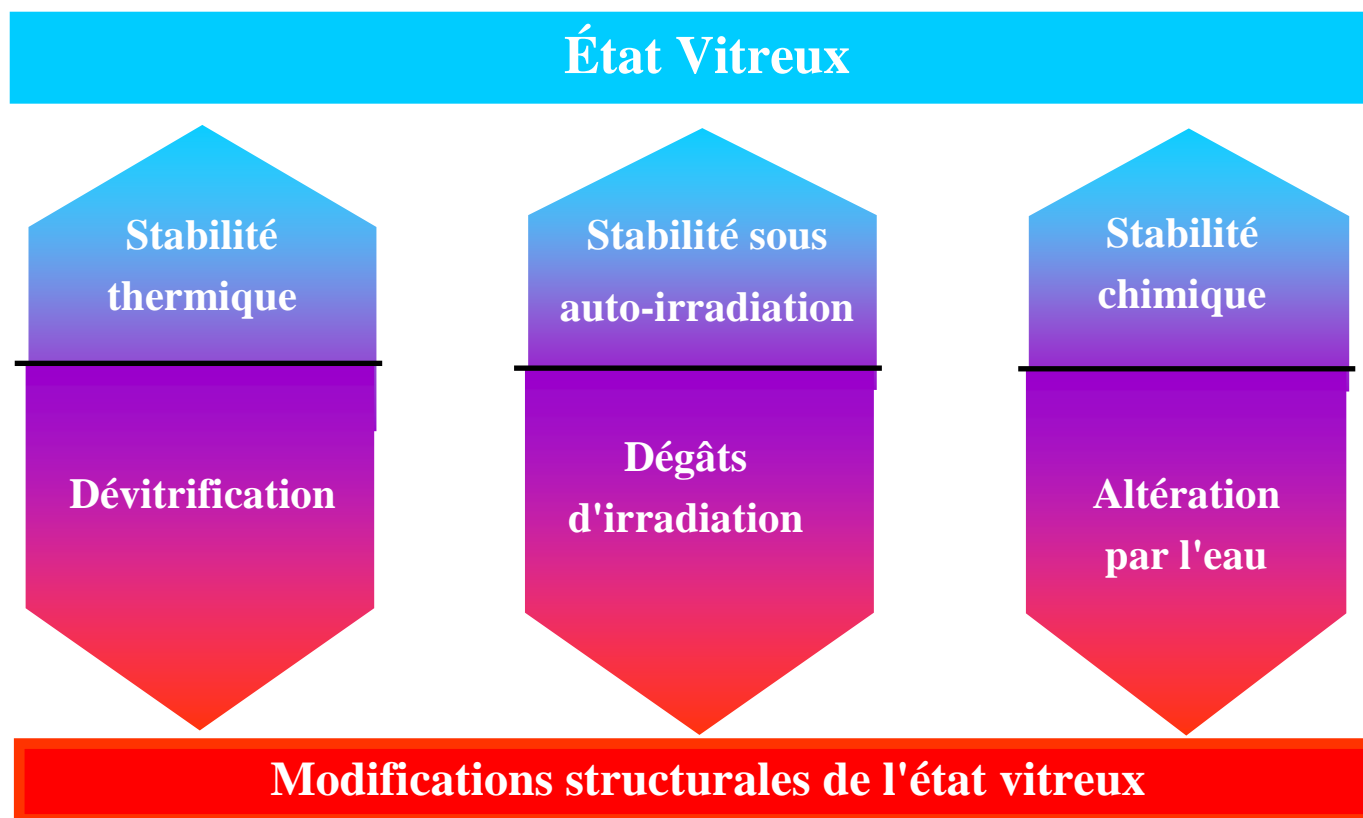 État Vitreux
Stabilité
thermique
Dévitrification
Stabilité sous
auto-irradiation
Dégâts
d'irradiation
Stabilité
chimique
Altération
par l'eau
Modifications structurales de l'état vitreux